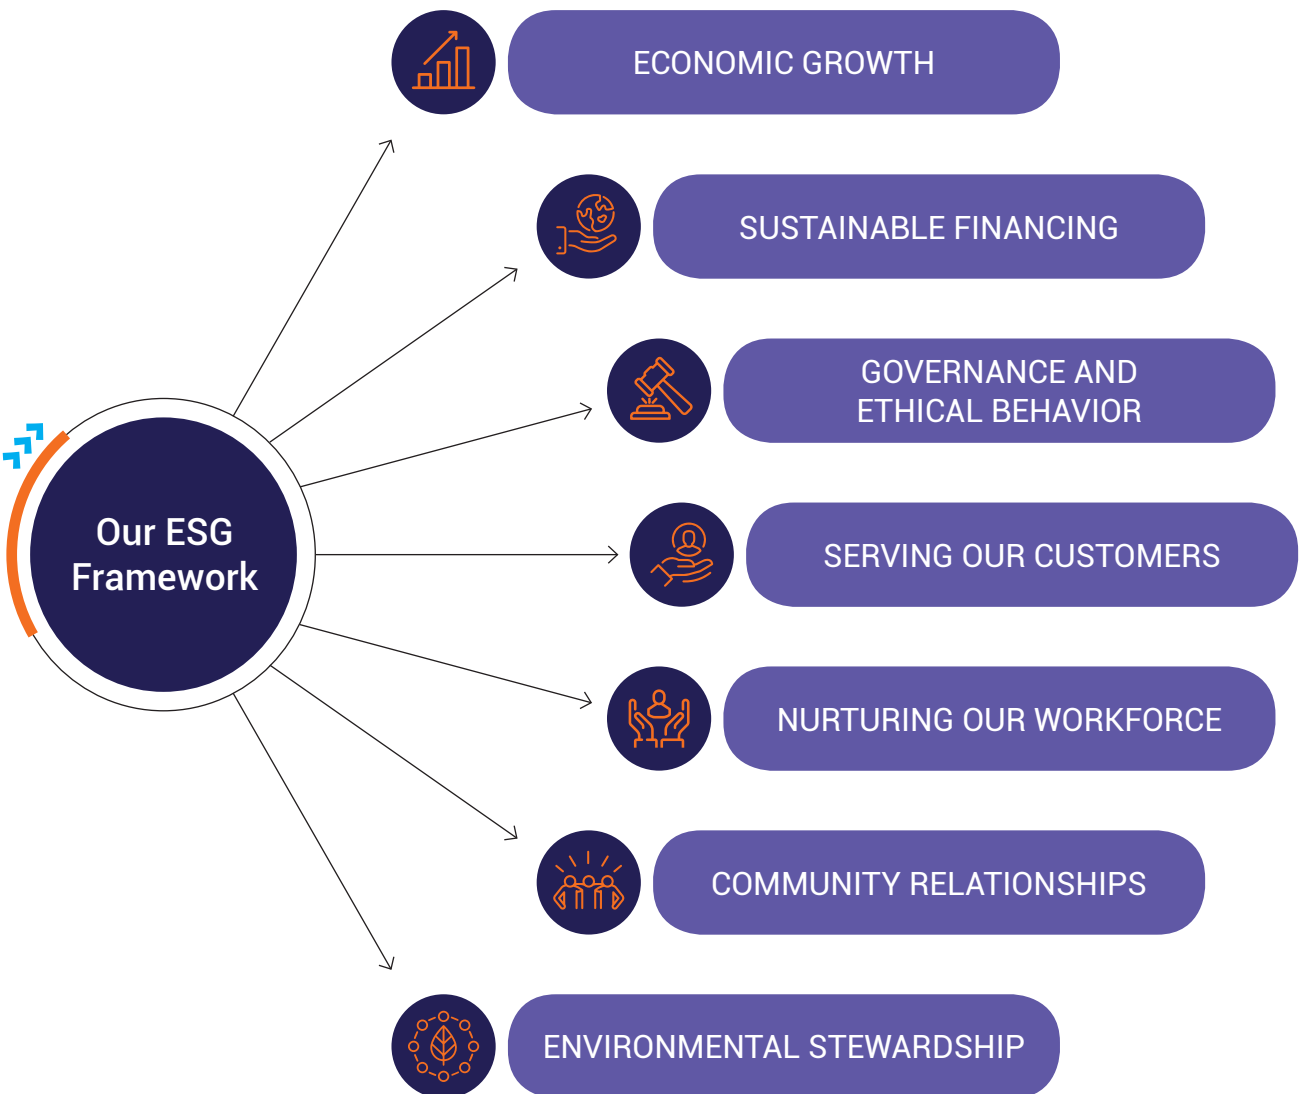 ECONOMIC GROWTH
SUSTAINABLE FINANCING
GOVERNANCE AND
ETHICAL BEHAVIOR
Our ESG
Framework
SERVING OUR CUSTOMERS
NURTURING OUR WORKFORCE
COMMUNITY RELATIONSHIPS
ENVIRONMENTAL STEWARDSHIP